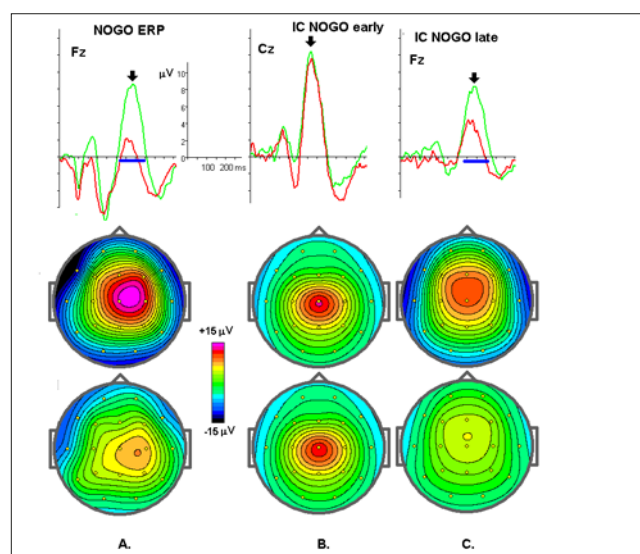 NOGO ERP
IC NOGO early
IC NOGO late
Fz
Cz
Fz
μV
10
8
6
4
2
0
100 200 ms
+15 μV
-15 μV
A.
B.
C.